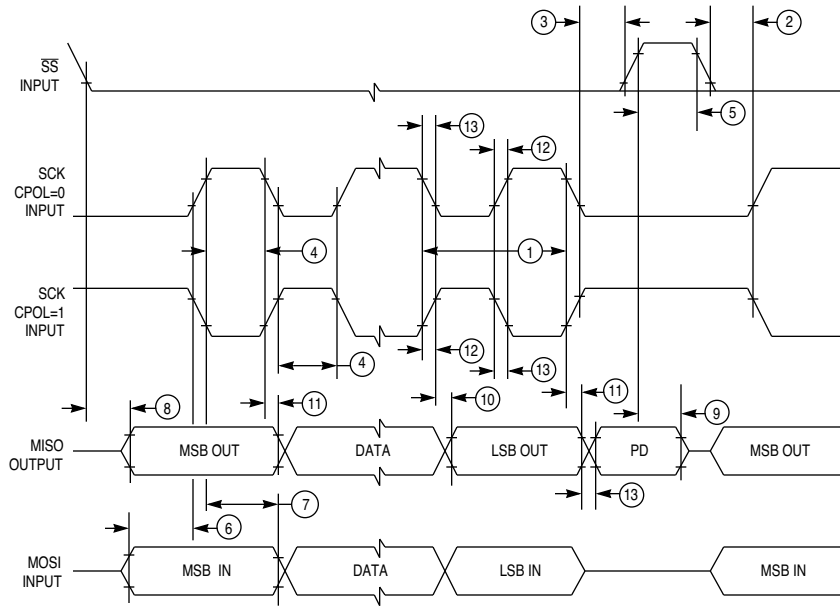 3
2
SS
INPUT
5
13
12
SCK
CPOL=0
INPUT
4
1
SCK
CPOL=1
INPUT
12
4
13
8
11
10
11
9
MISO
OUTPUT
MSB OUT
DATA
LSB OUT
PD
MSB OUT
13
7
6
MOSI
INPUT
MSB IN
DATA
LSB IN
MSB IN